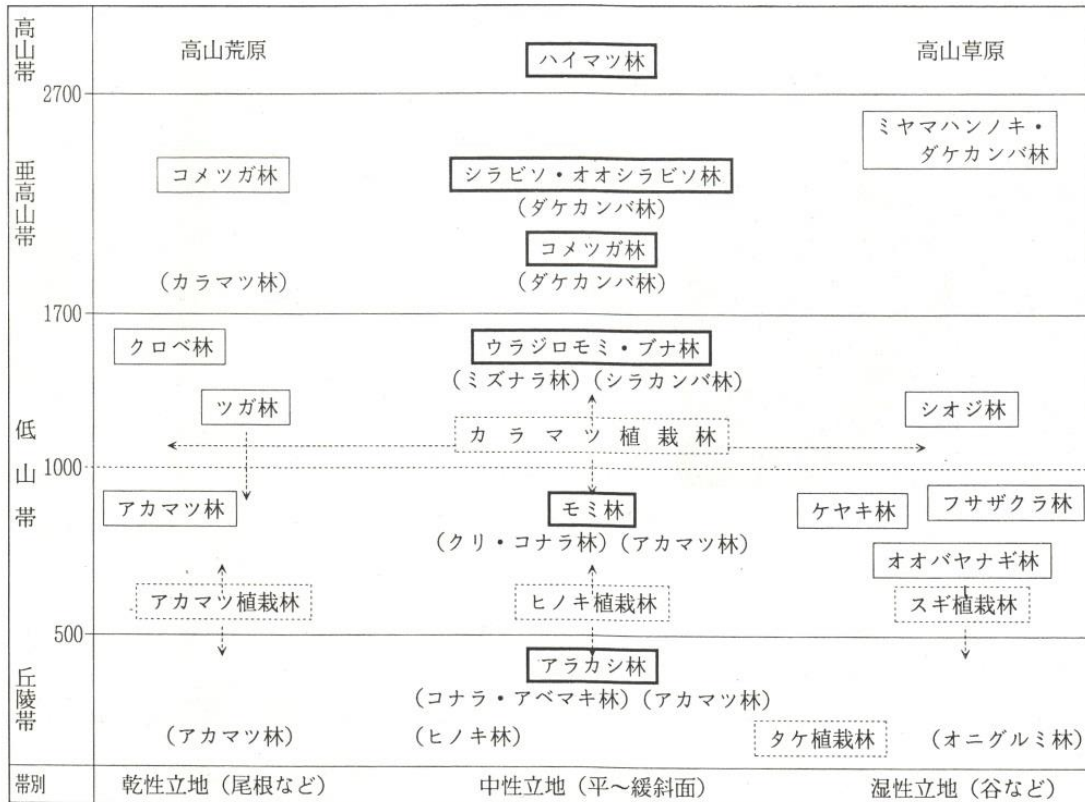 高山帯
高山荒原
ハイマツ林
高山草原
2700
亜高山帯
コメツガ林
シラビソ・オオシラビソ林
(ダケカンバ林)
ミヤマハンノキ・
ダケカンバ林
コメツガ林
(カラマツ林)
(ダケカンバ林)
1700
低山帯
クロベ林
ウラジロモミ・ブナ林
(ミズナラ林)(シラカンバ林)
ツガ林
シオジ林
カラマツ植栽林
1000
アカマツ林
モミ林
ケヤキ林
フサザクラ林
(クリ・コナラ林)(アカマツ林)
オオバヤナギ林
アカマツ植栽林
ヒノキ植栽林
スギ植栽林
500
丘陵帯
アラカシ林
(コナラ・アベマキ林)(アカマツ林)
(アカマツ林)
(ヒノキ林)
タケ植栽林
(オニグルミ林)
帯別
乾性立地(尾根など)
中性立地(平〜緩斜面)
湿性立地(谷など)